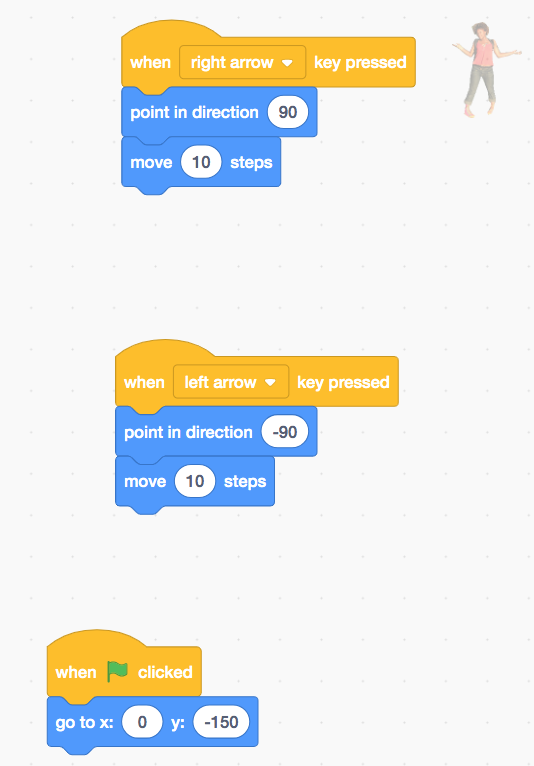 when right arrow key pressed
point in direction 90
move 10 steps
when left arrow key pressed
point in direction -90
move 10 steps
when clicked
go to x: 0 y: -150